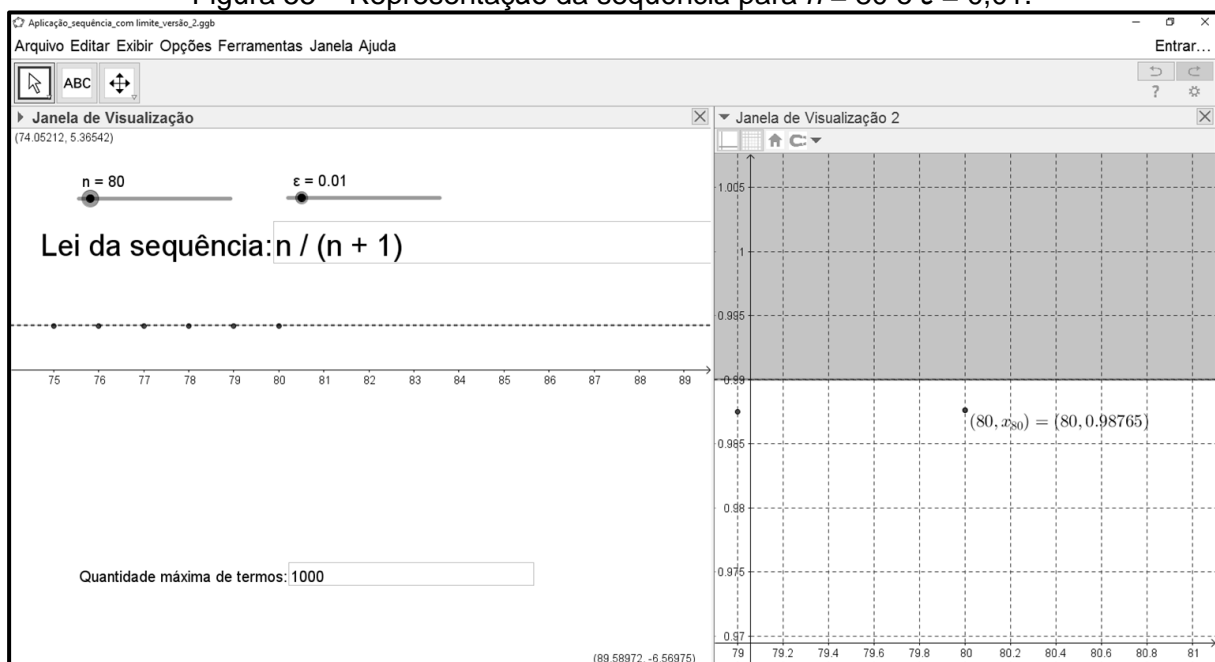 Aplicação_sequência_com limite_versão_2.ggb
Arquivo Editar Exibir Opções Ferramentas Janela Ajuda
Entrar...
ABC
Janela de Visualização
(74.05212, 5.36542)
n = 80
ε = 0.01
Lei da sequência: n / (n + 1)
75 76 77 78 79 80 81 82 83 84 85 86 87 88 89
Quantidade máxima de termos: 1000
(89.58972, -6.56975)
Janela de Visualização 2
1.005
1
0.995
0.99
(80, x₈₀) = (80, 0.98765)
0.985
0.98
0.975
0.97
79 79.2 79.4 79.6 79.8 80 80.2 80.4 80.6 80.8 81